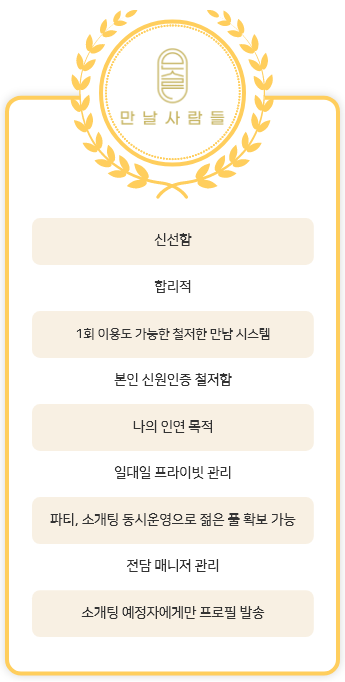 만날사람들
신선함
합리적
1회 이용도 가능한 철저한 만남 시스템
본인 신원인증 철저함
나의 인연 목적
일대일 프라이빗 관리
파티, 소개팅 동시운영으로 젊은 풀 확보 가능
전담 매니저 관리
소개팅 예정자에게만 프로필 발송